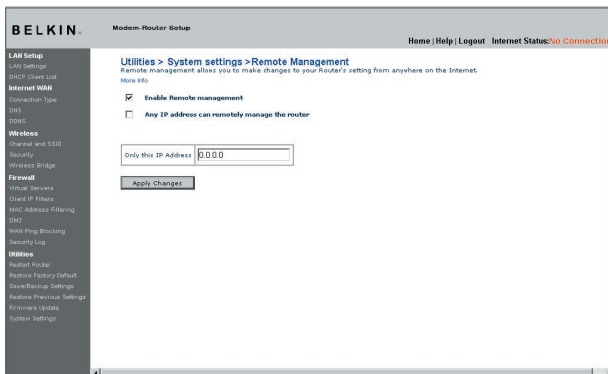 BELKIN.
Modem-Router Setup
Home | Help | Logout Internet Status:No Connection
LAN Setup
LAN Settings
DHCP Client List
Internet WAN
Connection Type
DNS
DDNS
Wireless
Channel and SSID
Security
Wireless Bridge
Firewall
Virtual Servers
Client IP Filters
MAC Address Filtering
DMZ
WAN Ping Blocking
Security Log
Utilities
Restart Router
Restore Factory Default
Save/Backup Settings
Restore Previous Settings
Firmware Update
System Settings
Utilities > System settings >Remote Management
Remote management allows you to make changes to your Router's setting from anywhere on the Internet.
More Info
Enable Remote management
Any IP address can remotely manage the router
Only this IP Address 0.0.0.0
Apply Changes